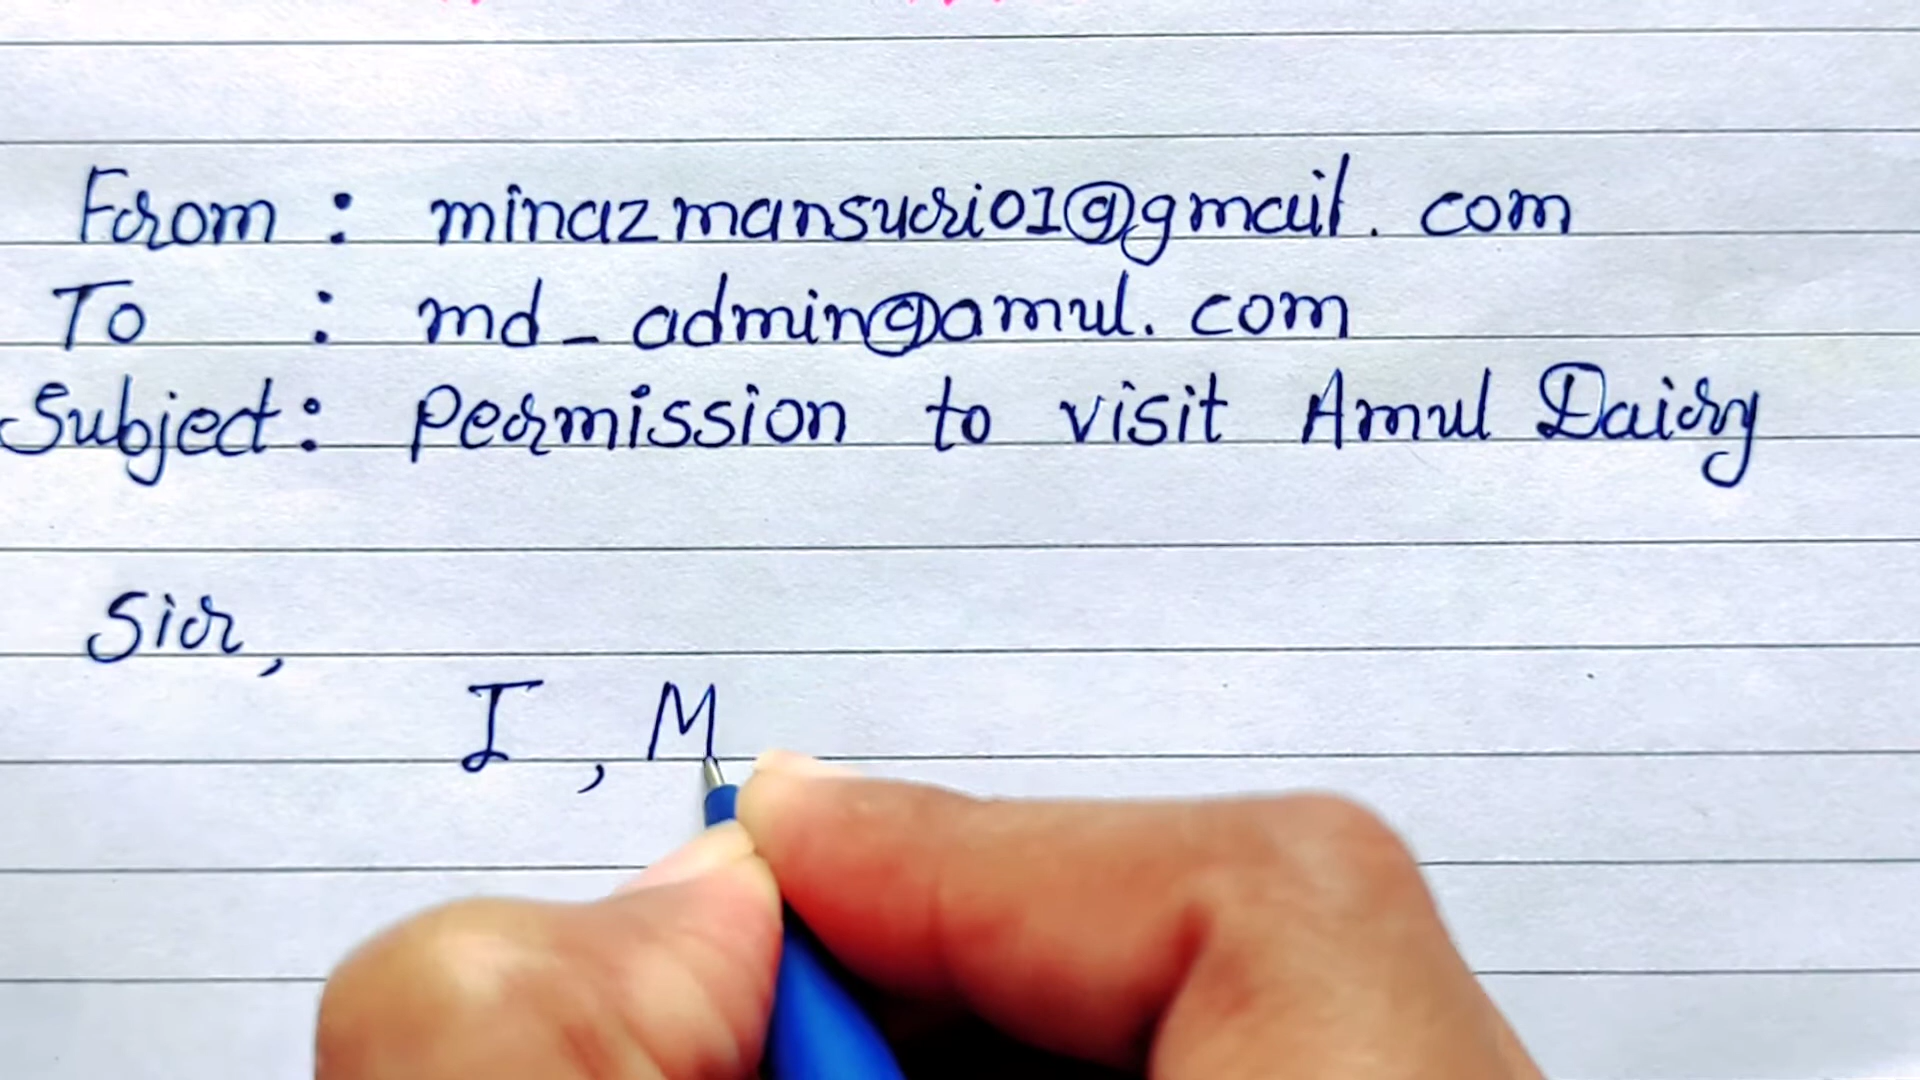 From : minazmansuri01@gmail. com
To : md_admin@amul. com
Subject: Permission to visit Amul Dairy
Sir,
I , M